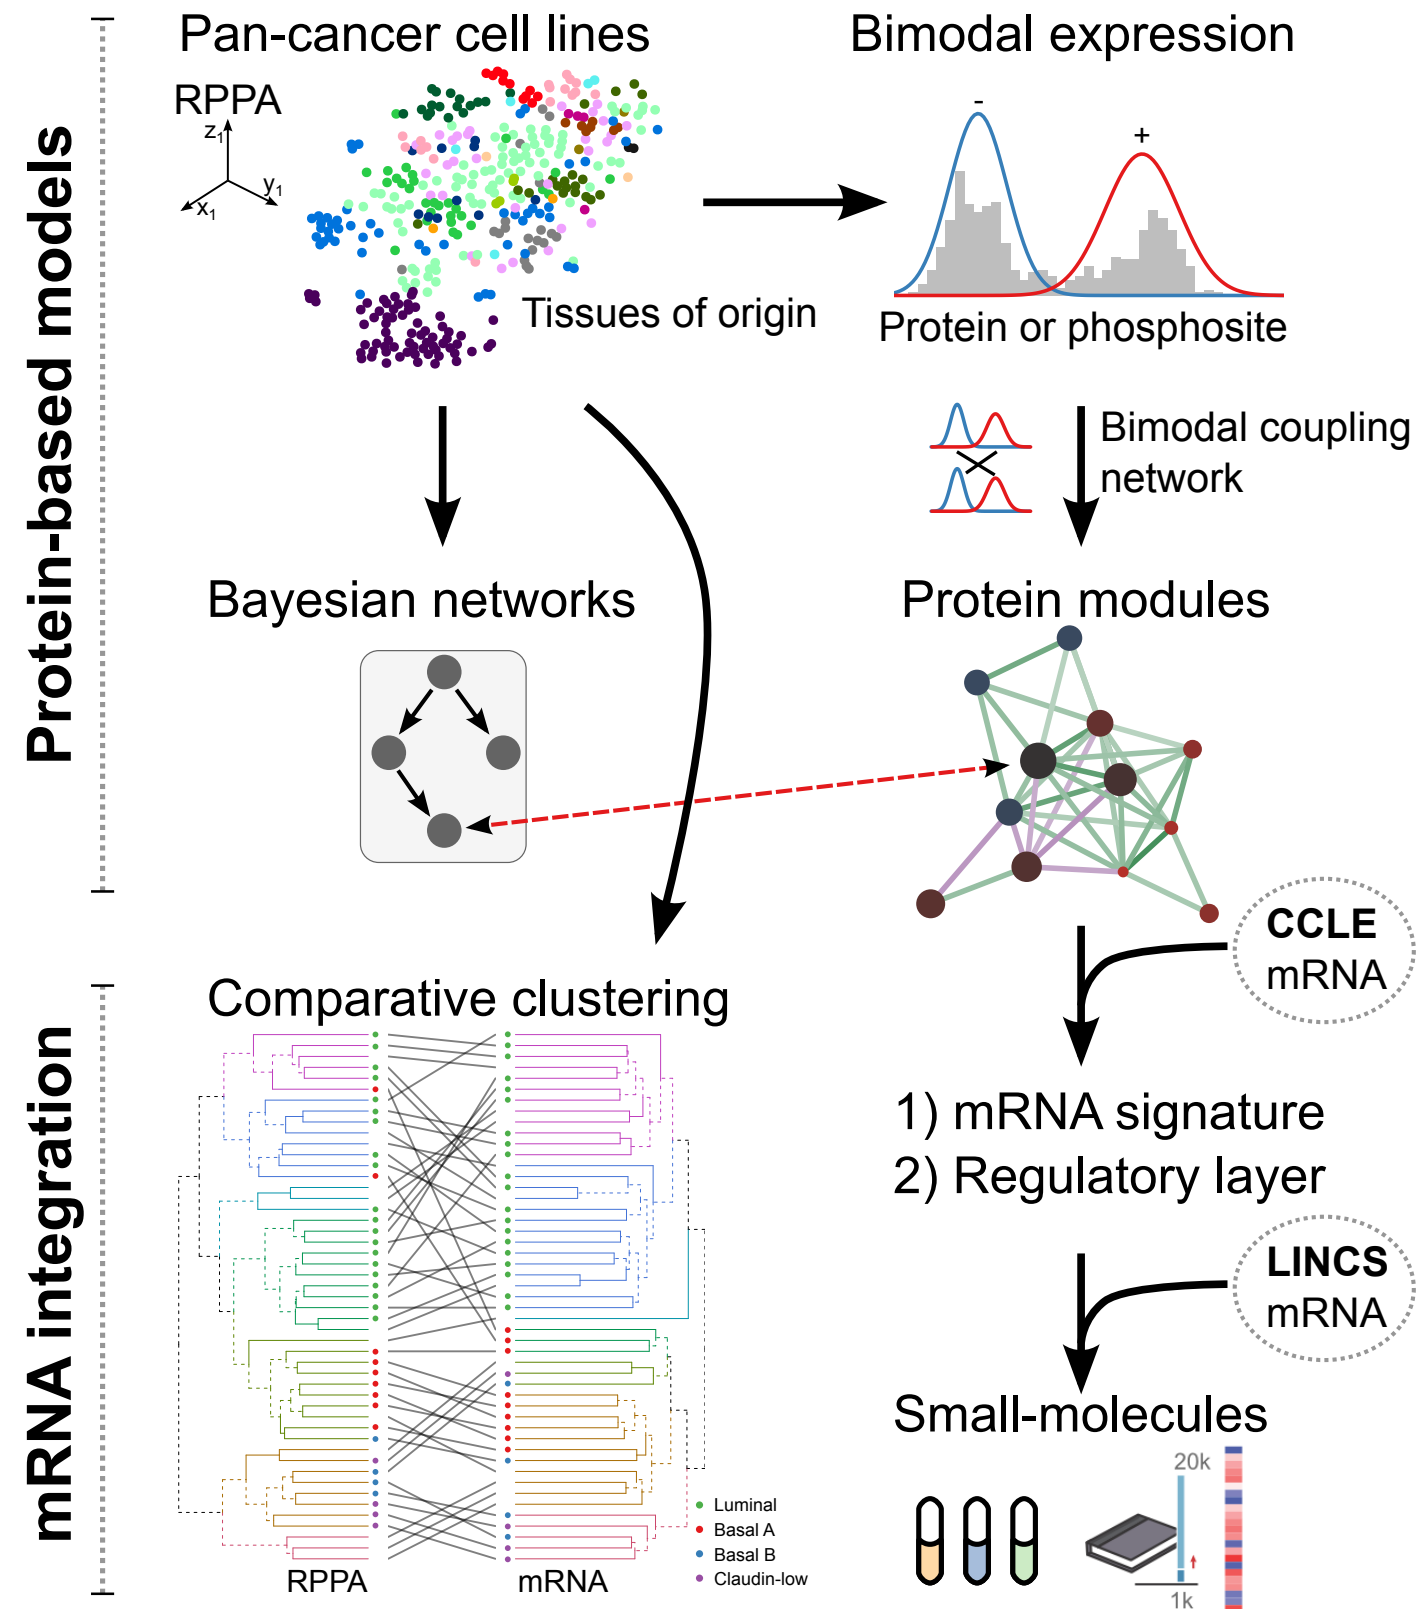 Pan-cancer cell lines
Bimodal expression
RPPA
z1
y1
x1
-
+
Tissues of origin
Protein or phosphosite
Protein-based models
Bimodal coupling
network
Bayesian networks
Protein modules
CCLE
mRNA
Comparative clustering
mRNA integration
1) mRNA signature
2) Regulatory layer
LINCS
mRNA
Small-molecules
20k
1k
Luminal
Basal A
Basal B
Claudin-low
RPPA
mRNA